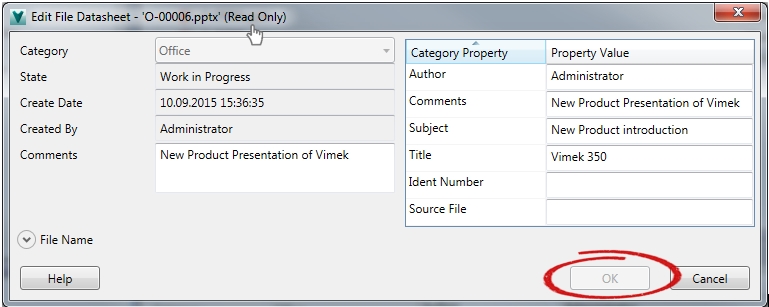 Edit File Datasheet - 'O-00006.pptx' (Read Only)
Category
Office
State
Work in Progress
Create Date
10.09.2015 15:36:35
Created By
Administrator
Comments
New Product Presentation of Vimek
Category Property Property Value
Author Administrator
Comments New Product Presentation of Vimek
Subject New Product introduction
Title Vimek 350
Ident Number
Source File
File Name
Help
OK
Cancel